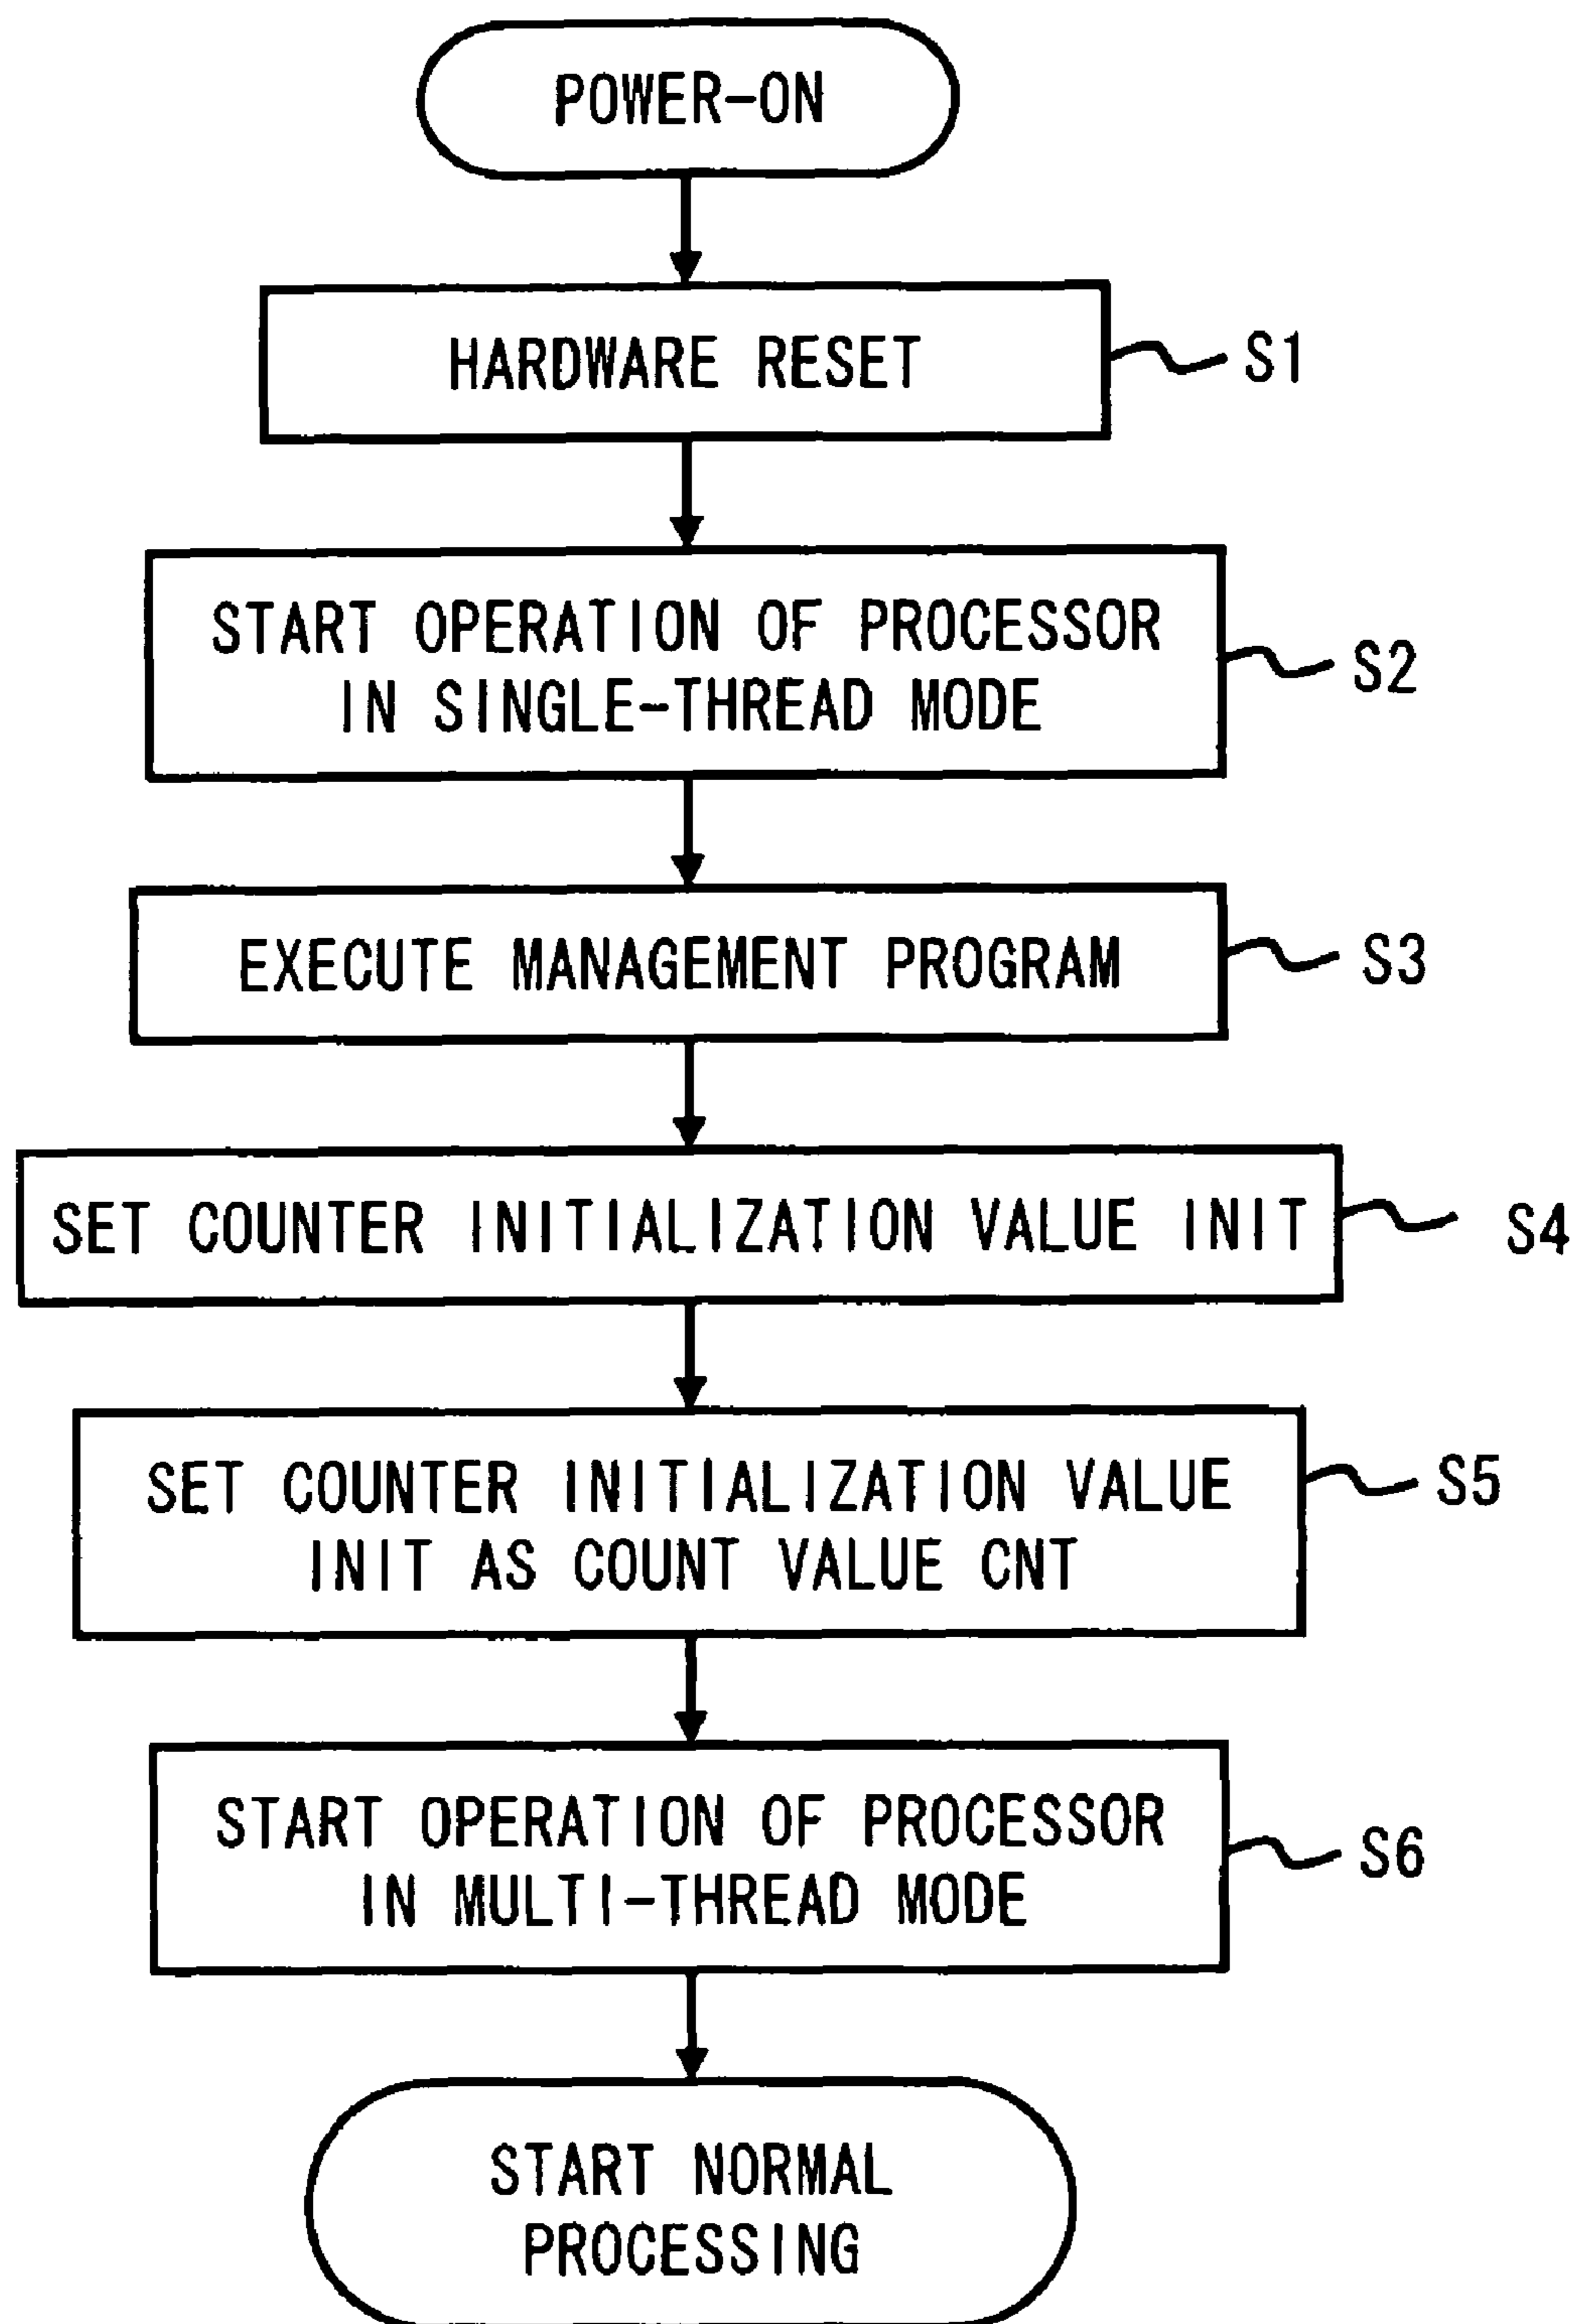 POWER-ON
HARDWARE RESET
S1
START OPERATION OF PROCESSOR
IN SINGLE-THREAD MODE
S2
EXECUTE MANAGEMENT PROGRAM
S3
SET COUNTER INITIALIZATION VALUE INIT
S4
SET COUNTER INITIALIZATION VALUE
INIT AS COUNT VALUE CNT
S5
START OPERATION OF PROCESSOR
IN MULTI-THREAD MODE
S6
START NORMAL
PROCESSING